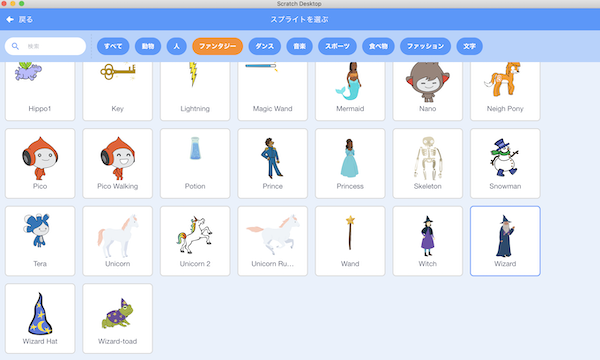 Scratch Desktop
戻る
スプライトを選ぶ
検索
すべて 動物 人 ファンタジー ダンス 音楽 スポーツ 食べ物 ファッション 文字
Hippo1 Key Lightning Magic Wand Mermaid Nano Neigh Pony
Pico Pico Walking Potion Prince Princess Skeleton Snowman
Tera Unicorn Unicorn 2 Unicorn Ru... Wand Witch Wizard
Wizard Hat Wizard-toad